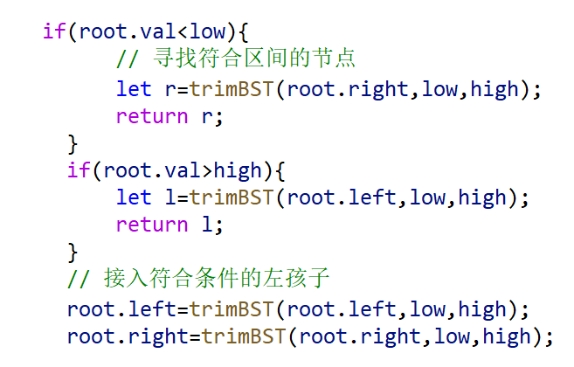 if(root.val<low){
// 寻找符合区间的节点
let r=trimBST(root.right,low,high);
return r;
}
if(root.val>high){
let l=trimBST(root.left,low,high);
return l;
}
// 接入符合条件的左孩子
root.left=trimBST(root.left,low,high);
root.right=trimBST(root.right,low,high);